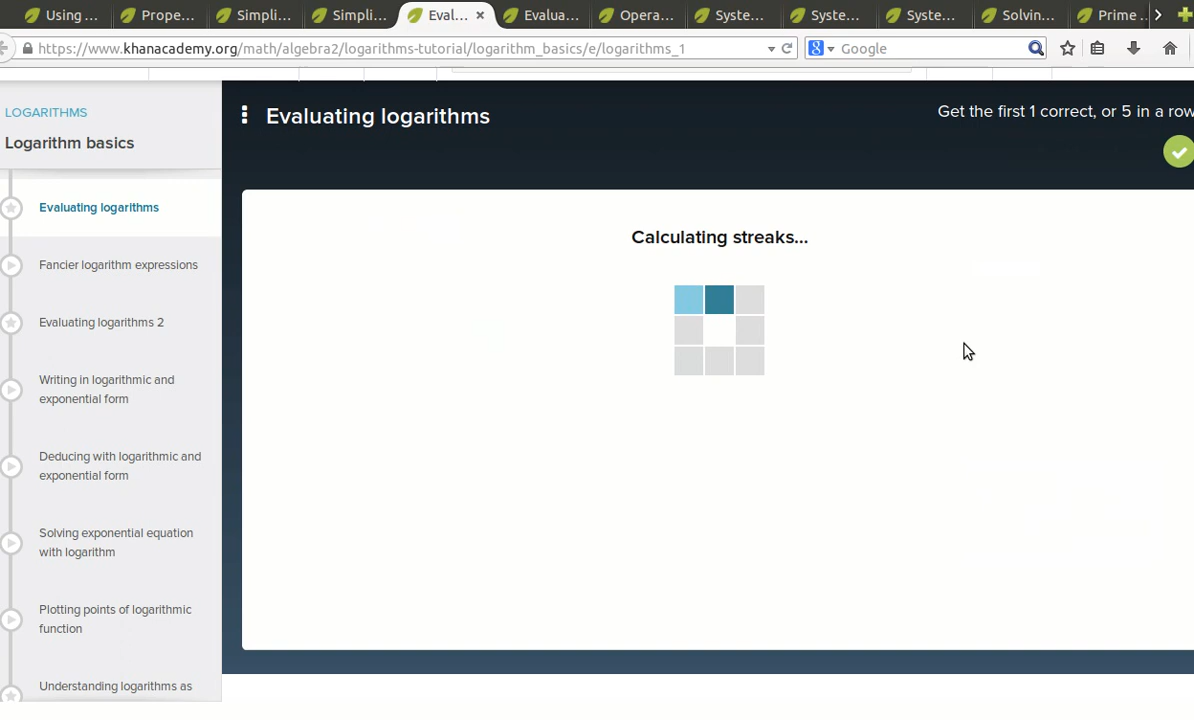 Using ... Prope... Simpli... Simpli... Eval... Evalua... Opera... Syste... Syste... Syste... Solvin... Prime ...
https://www.khanacademy.org/math/algebra2/logarithms-tutorial/logarithm_basics/e/logarithms_1 Google
LOGARITHMS
Logarithm basics
Evaluating logarithms
Fancier logarithm expressions
Evaluating logarithms 2
Writing in logarithmic and
exponential form
Deducing with logarithmic and
exponential form
Solving exponential equation
with logarithm
Plotting points of logarithmic
function
Understanding logarithms as
Evaluating logarithms
Get the first 1 correct, or 5 in a row
Calculating streaks...